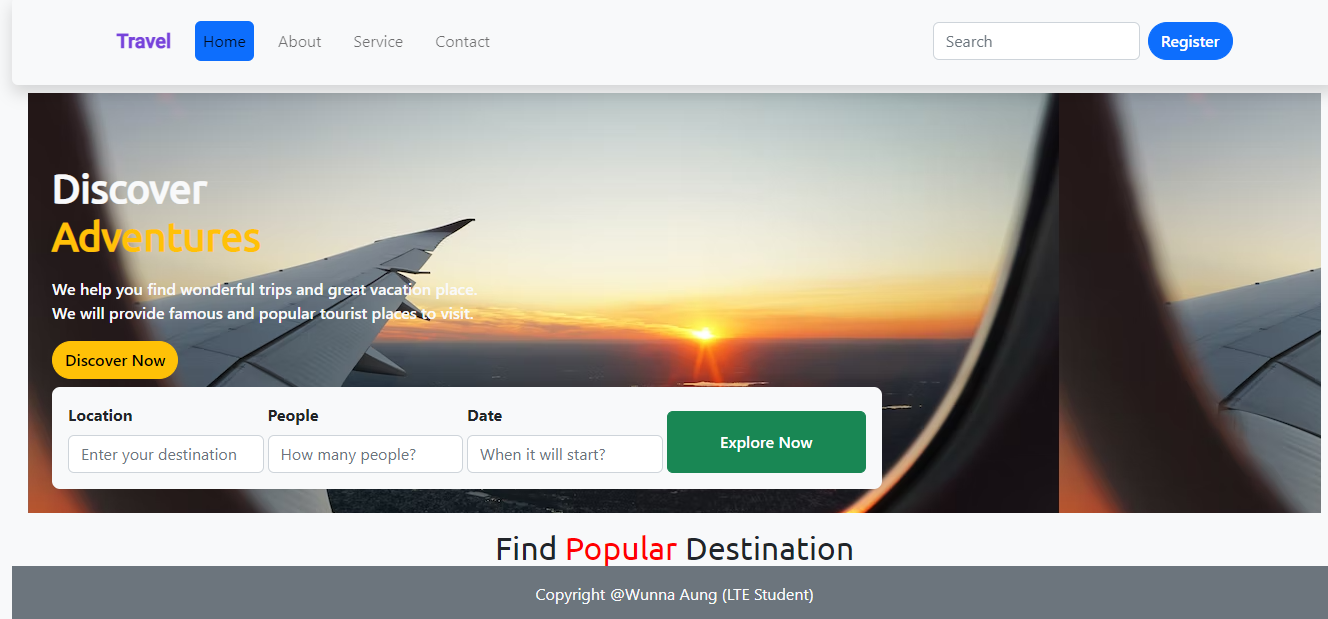 Travel Home About Service Contact Search Register
Discover
Adventures
We help you find wonderful trips and great vacation place.
We will provide famous and popular tourist places to visit.
Discover Now
Location People Date
Enter your destination How many people? When it will start? Explore Now
Find Popular Destination
Copyright @Wunna Aung (LTE Student)